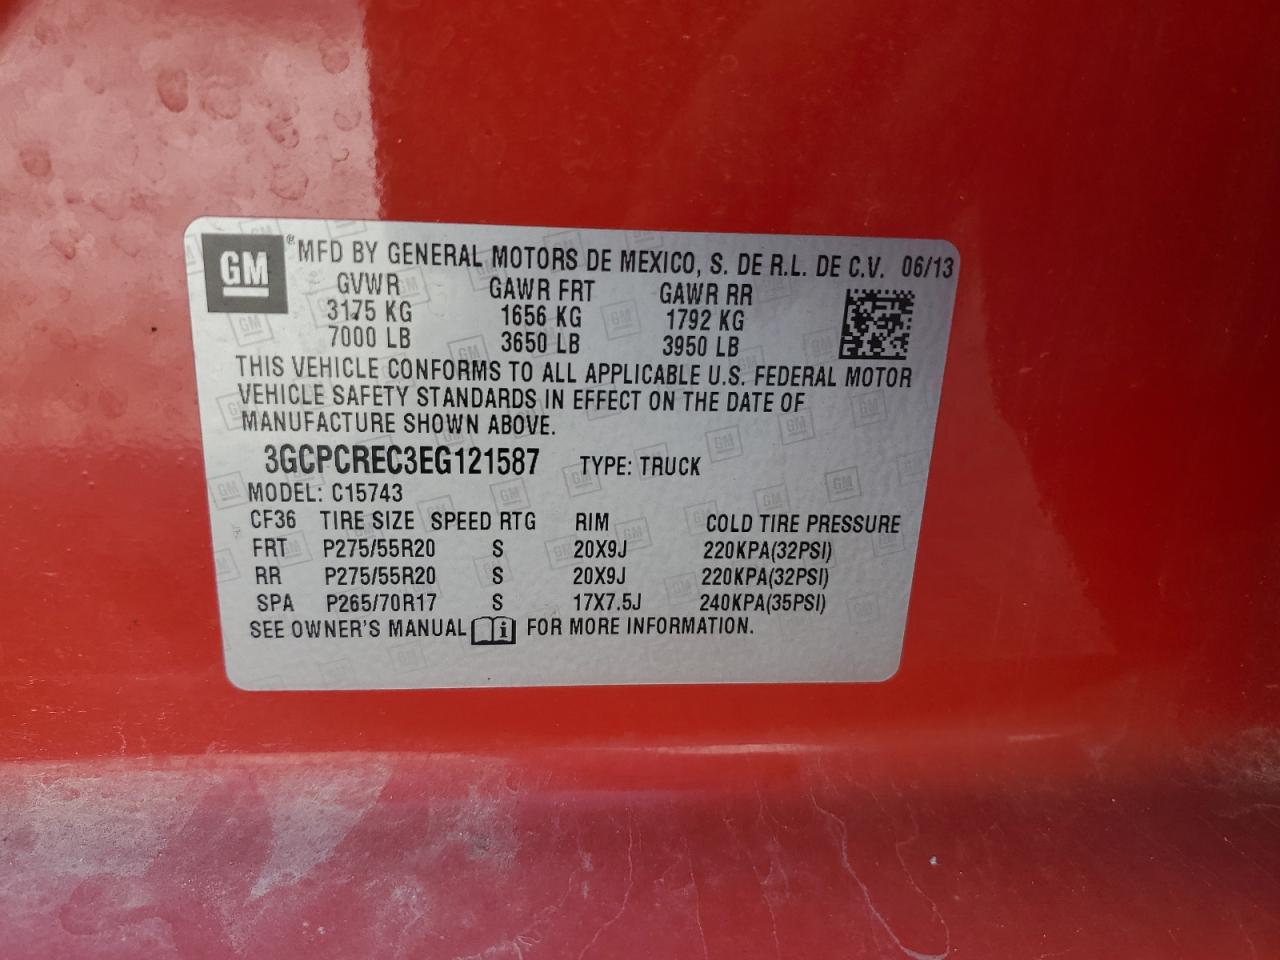 GM ® MFD BY GENERAL MOTORS DE MEXICO, S. DE R.L. DE C.V. 06/13
GVWR GAWR FRT GAWR RR
3175 KG 1656 KG 1792 KG
7000 LB 3650 LB 3950 LB
THIS VEHICLE CONFORMS TO ALL APPLICABLE U.S. FEDERAL MOTOR
VEHICLE SAFETY STANDARDS IN EFFECT ON THE DATE OF
MANUFACTURE SHOWN ABOVE.
3GCPCREC3EG121587 TYPE: TRUCK
MODEL: C15743
CF36 TIRE SIZE SPEED RTG RIM COLD TIRE PRESSURE
FRT P275/55R20 S 20X9J 220KPA(32PSI)
RR P275/55R20 S 20X9J 220KPA(32PSI)
SPA P265/70R17 S 17X7.5J 240KPA(35PSI)
SEE OWNER'S MANUAL i FOR MORE INFORMATION.